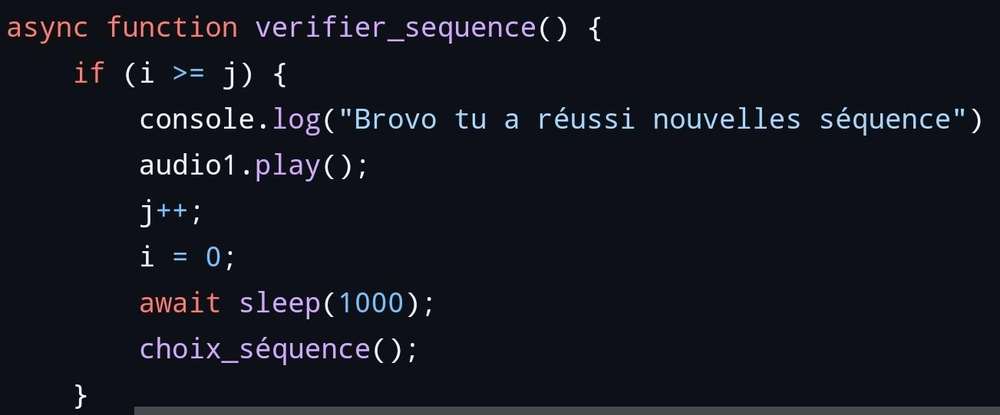 async function verifier_sequence() {
    if (i >= j) {
        console.log("Brovo tu a réussi nouvelles séquence")
        audio1.play();
        j++;
        i = 0;
        await sleep(1000);
        choix_séquence();
    }